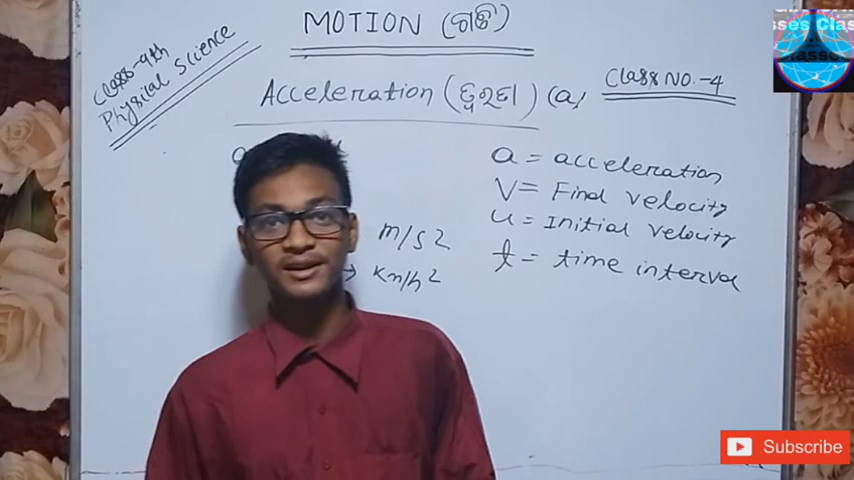 MOTION (ଗତି)
Class-9th
Physical Science
Acceleration (ତ୍ୱରଣ) (a)
Class NO.-4
a = acceleration
V = Final velocity
u = Initial velocity
t = time interval
m/s2
→ Km/h2
Subscribe